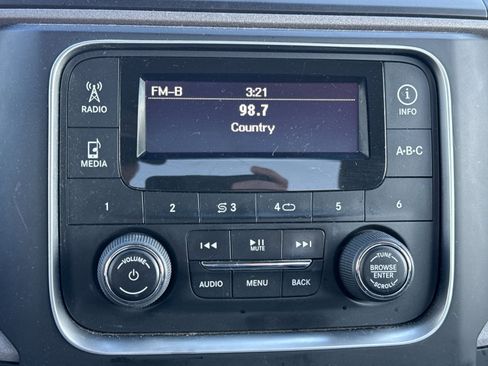 FM-B 3:21
98.7
Country
RADIO
INFO
MEDIA
A·B·C
1 2 3 4 5 6
VOLUME
MUTE
TUNE
BROWSE
ENTER
SCROLL
AUDIO MENU BACK